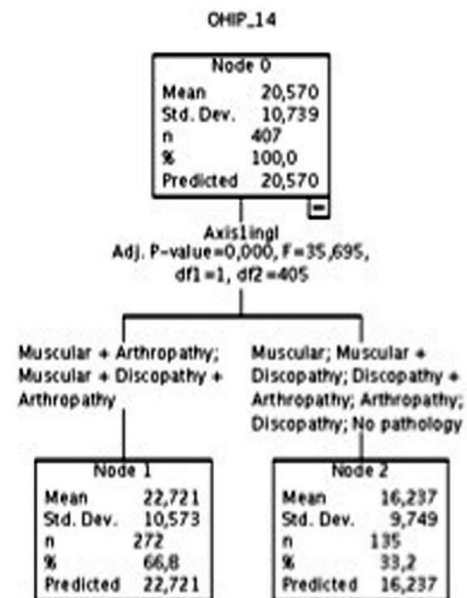 OHIP_14
Node 0
Mean 20,570
Std. Dev. 10,739
n 407
% 100,0
Predicted 20,570
Axis1ingl
Adj. P-value=0,000, F=35,695,
df1=1, df2=405
Muscular + Arthropathy;
Muscular + Discopathy +
Arthropathy
Muscular; Muscular +
Discopathy; Discopathy +
Arthropathy; Arthropathy;
Discopathy; No pathology
Node 1
Mean 22,721
Std. Dev. 10,573
n 272
% 66,8
Predicted 22,721
Node 2
Mean 16,237
Std. Dev. 9,749
n 135
% 33,2
Predicted 16,237